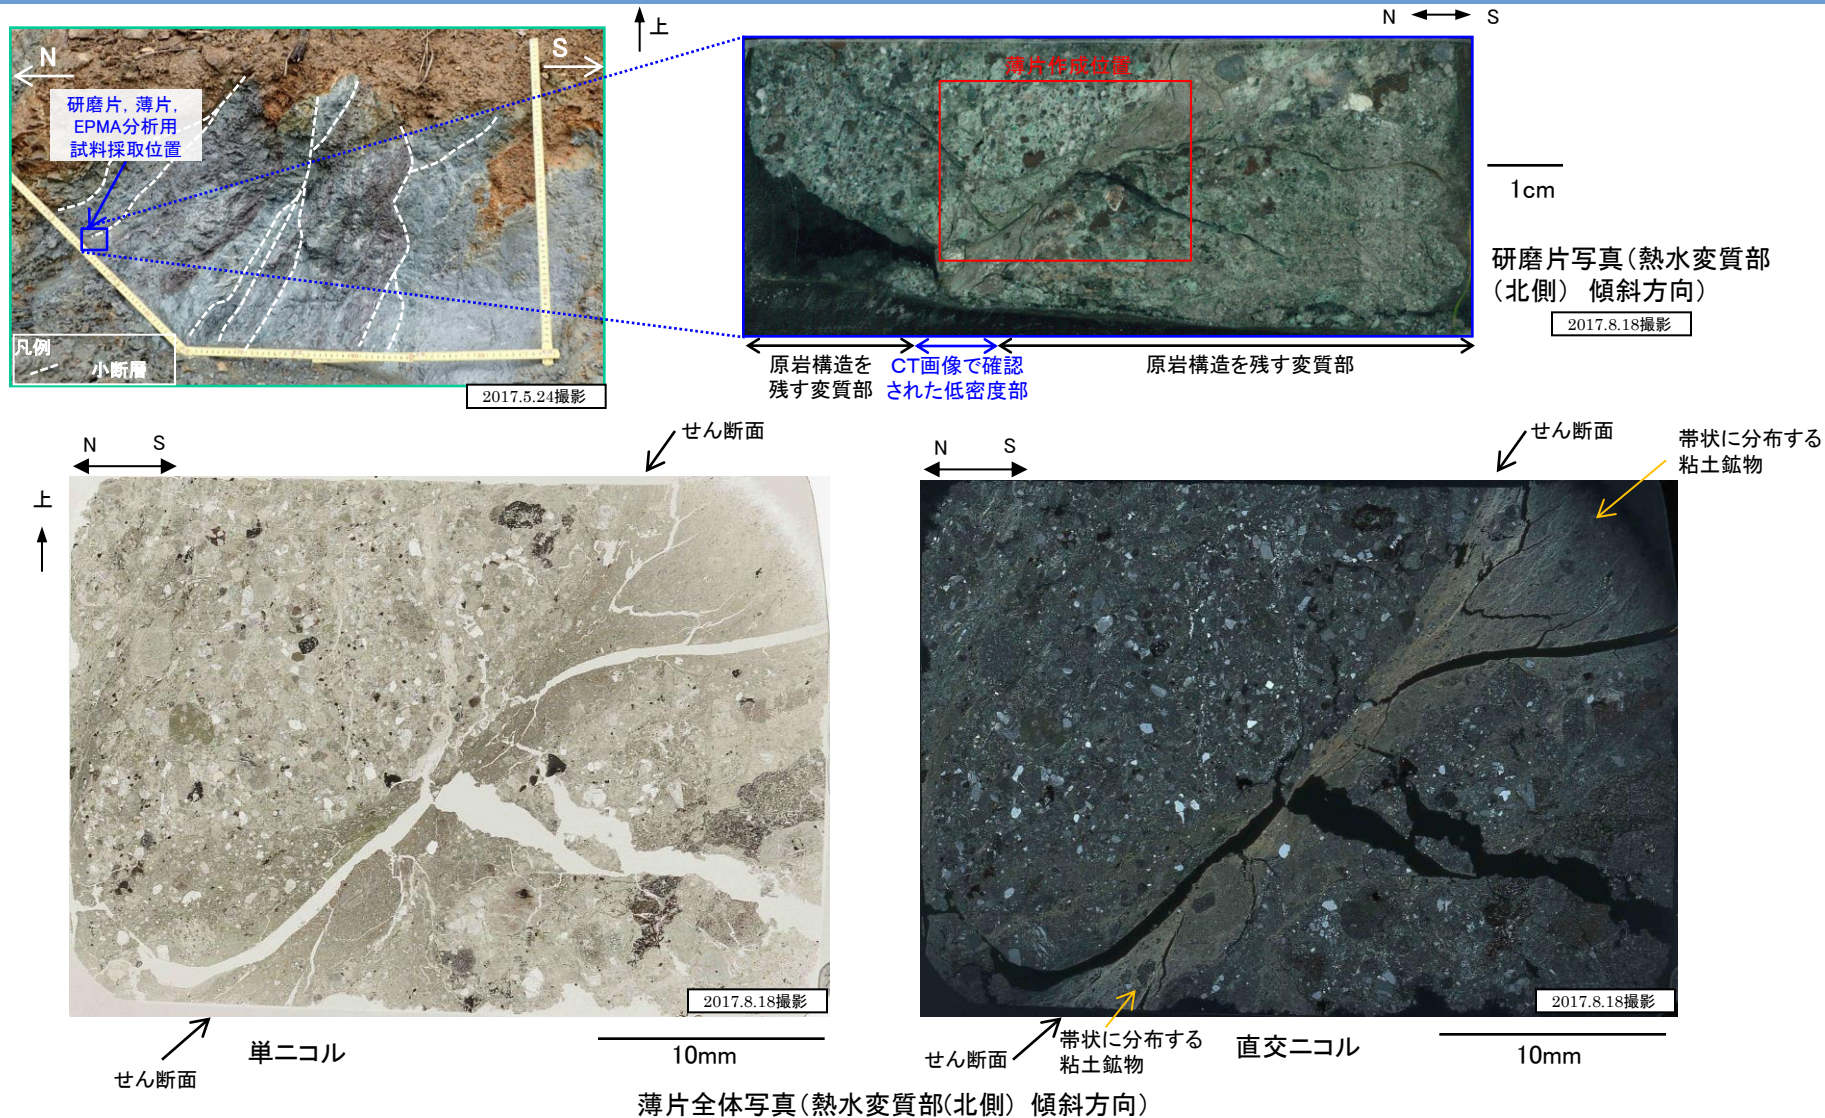 N
S
研磨片, 薄片,
EPMA分析用
試料採取位置
凡例
小断層
2017.5.24撮影
上
N S
薄片作成位置
1cm
研磨片写真(熱水変質部
(北側) 傾斜方向)
2017.8.18撮影
原岩構造を
残す変質部
CT画像で確認
された低密度部
原岩構造を残す変質部
N S
せん断面
上
2017.8.18撮影
せん断面
単ニコル
10mm
N S
せん断面
帯状に分布する
粘土鉱物
2017.8.18撮影
せん断面
帯状に分布する
粘土鉱物
直交ニコル
10mm
薄片全体写真(熱水変質部(北側) 傾斜方向)